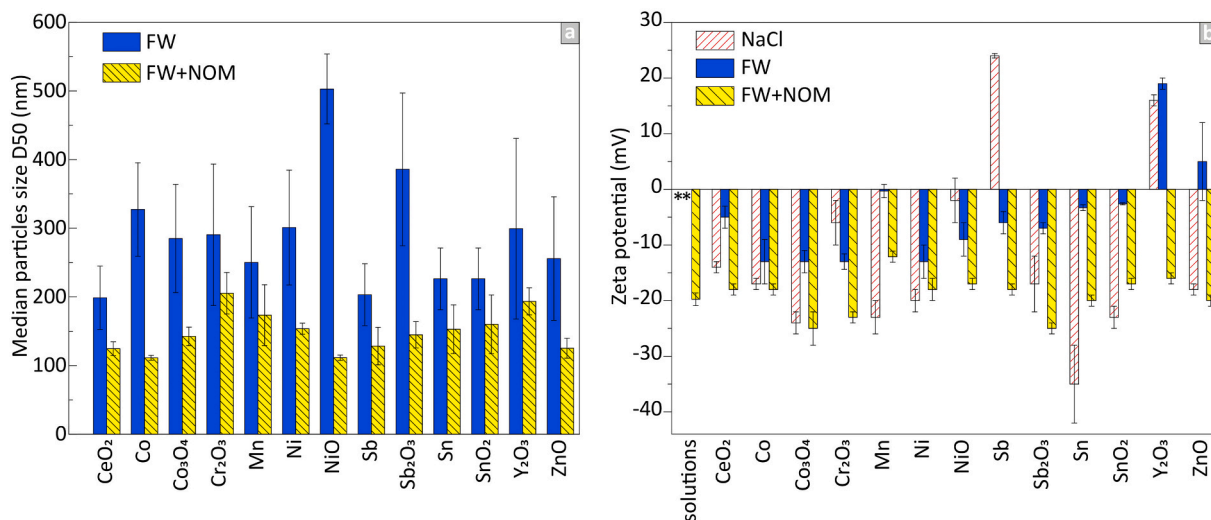 a
FW
FW+NOM
Median particles size D50 (nm)
600
500
400
300
200
100
0
CeO₂
Co
Co₃O₄
Cr₂O₃
Mn
Ni
NiO
Sb
Sb₂O₃
Sn
SnO₂
Y₂O₃
ZnO
b
NaCl
FW
FW+NOM
Zeta potential (mV)
30
20
10
0
-10
-20
-30
-40
**
solutions
CeO₂
Co
Co₃O₄
Cr₂O₃
Mn
Ni
NiO
Sb
Sb₂O₃
Sn
SnO₂
Y₂O₃
ZnO